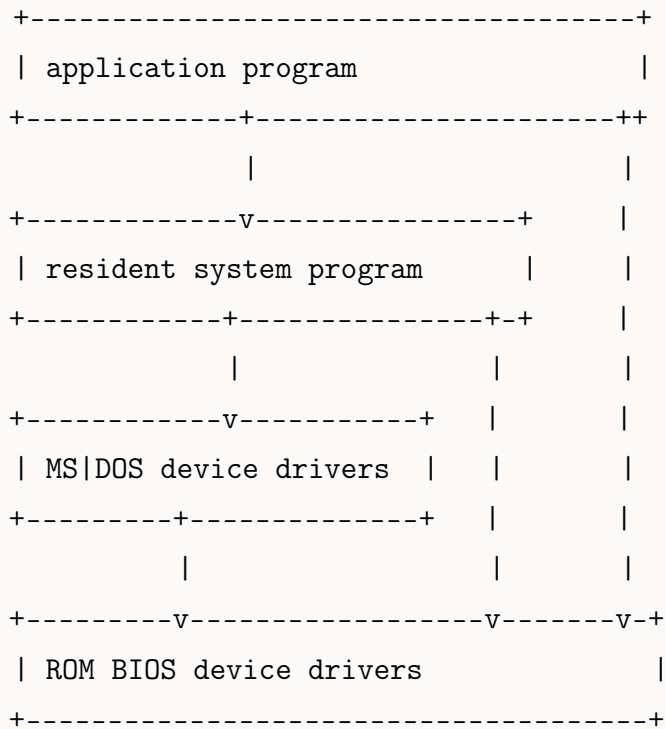 application program
resident system program
MS|DOS device drivers
ROM BIOS device drivers